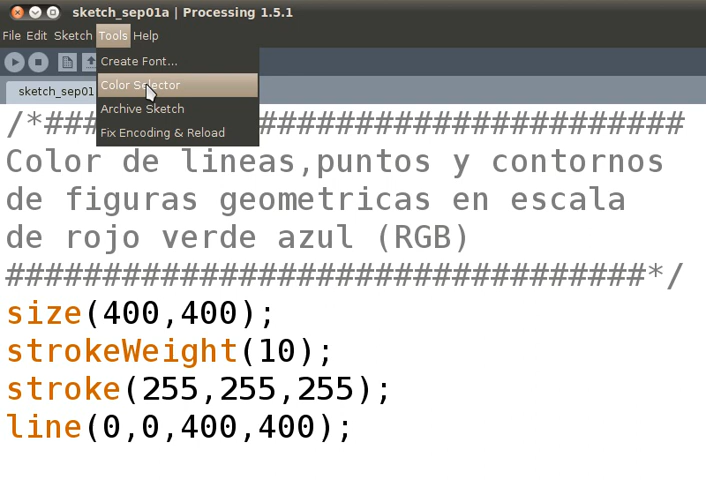 sketch_sep01a | Processing 1.5.1
File Edit Sketch Tools Help
Create Font...
Color Selector
Archive Sketch
Fix Encoding & Reload
sketch_sep01
Color de lineas,puntos y contornos
de figuras geometricas en escala
de rojo verde azul (RGB)
#################################*/
size(400,400);
strokeWeight(10);
stroke(255,255,255);
line(0,0,400,400);